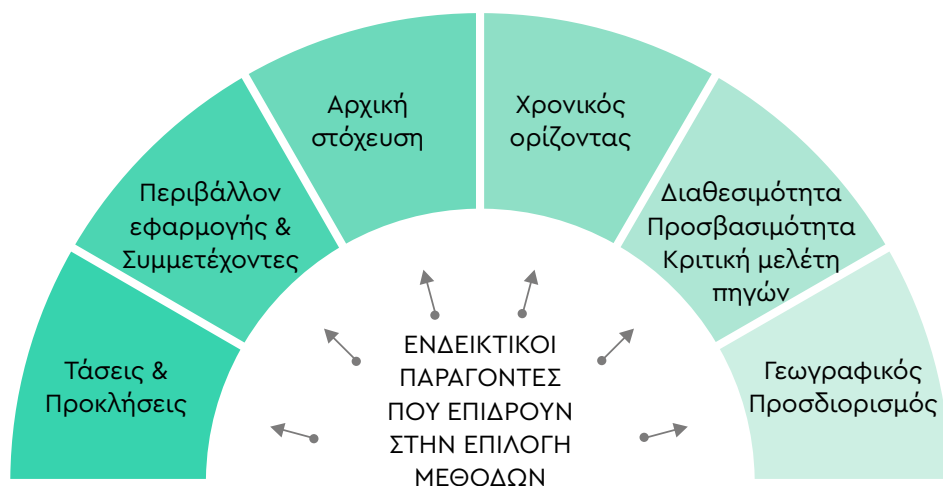 Τάσεις &
Προκλήσεις
Περιβάλλον
εφαρμογής &
Συμμετέχοντες
Αρχική
στόχευση
Χρονικός
ορίζοντας
Διαθεσιμότητα
Προσβασιμότητα
Κριτική μελέτη
πηγών
Γεωγραφικός
Προσδιορισμός
ΕΝΔΕΙΚΤΙΚΟΙ
ΠΑΡΑΓΟΝΤΕΣ
ΠΟΥ ΕΠΙΔΡΟΥΝ
ΣΤΗΝ ΕΠΙΛΟΓΗ
ΜΕΘΟΔΩΝ